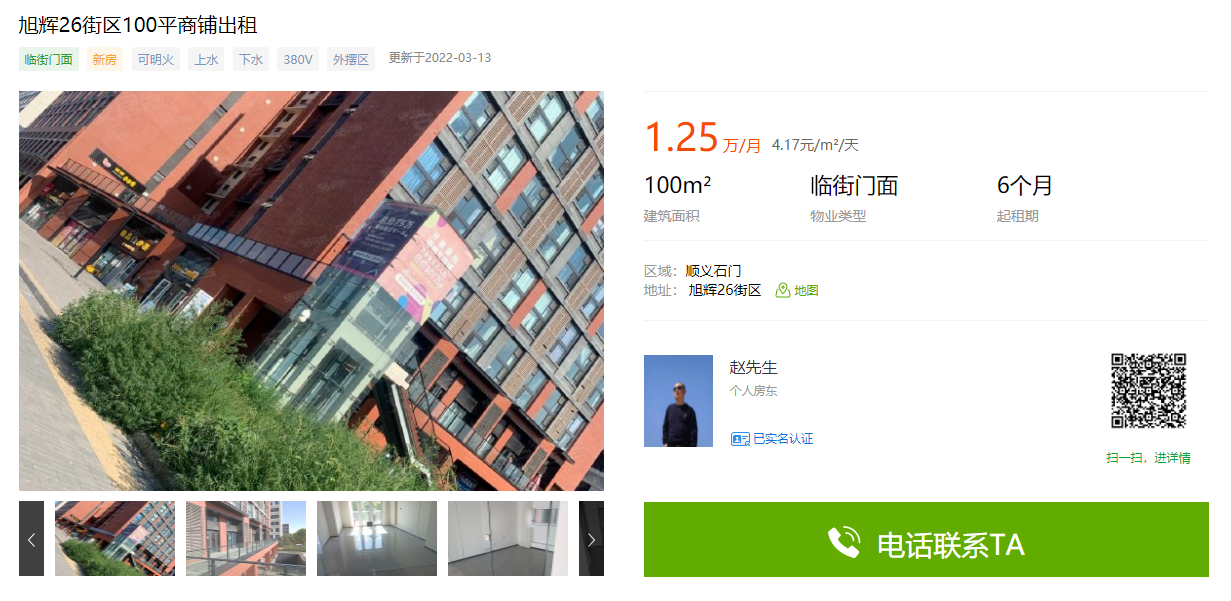 旭辉26街区100平商铺出租
临街门面 新房 可明火 上水 下水 380V 外摆区 更新于2022-03-13
1.25 万/月 4.17元/m²/天
100m² 临街门面 6个月
建筑面积 物业类型 起租期
区域： 顺义石门
地址： 旭辉26街区 地图
赵先生
个人房东
已实名认证
扫一扫，进详情
电话联系TA